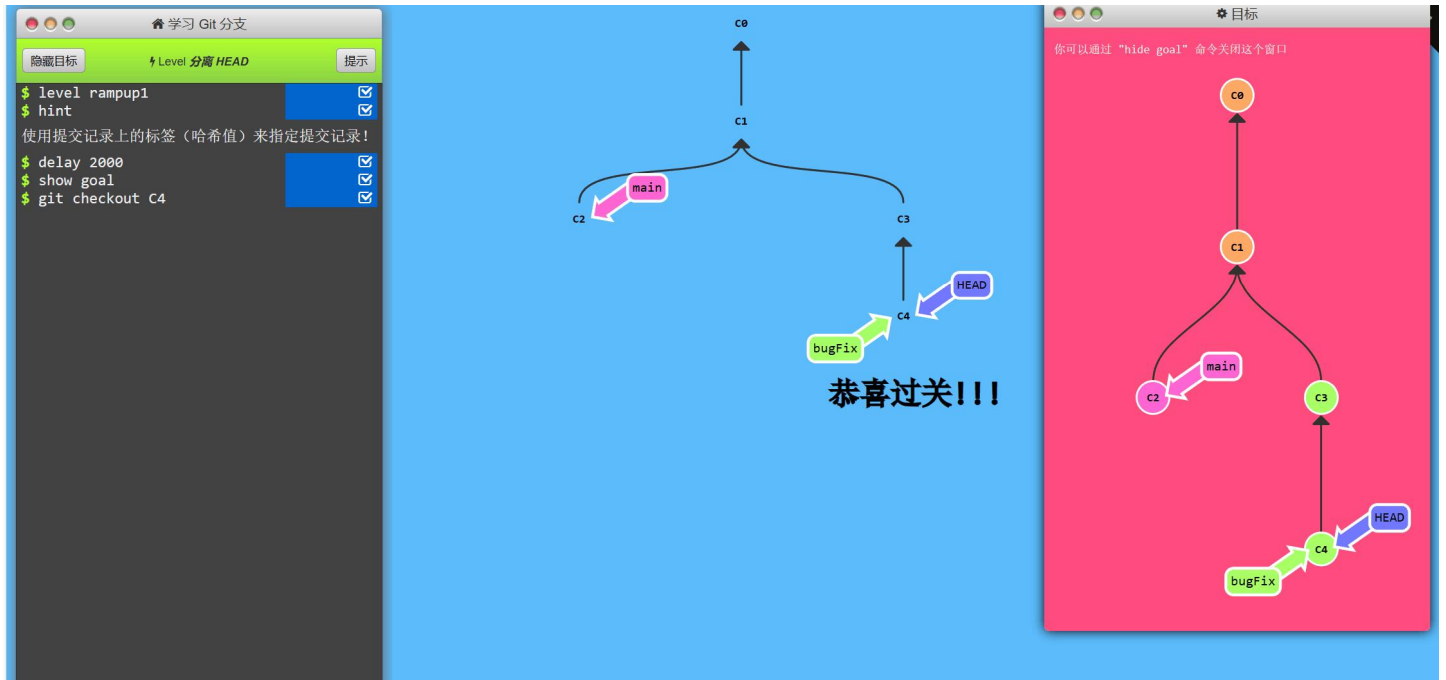 学习 Git 分支
隐藏目标
Level 分离 HEAD
提示
$ level rampup1
$ hint
使用提交记录上的标签（哈希值）来指定提交记录！
$ delay 2000
$ show goal
$ git checkout C4
C0
C1
main
C2
C3
HEAD
C4
bugFix
恭喜过关!!!
目标
你可以通过 "hide goal" 命令关闭这个窗口
C0
C1
main
C2
C3
HEAD
C4
bugFix